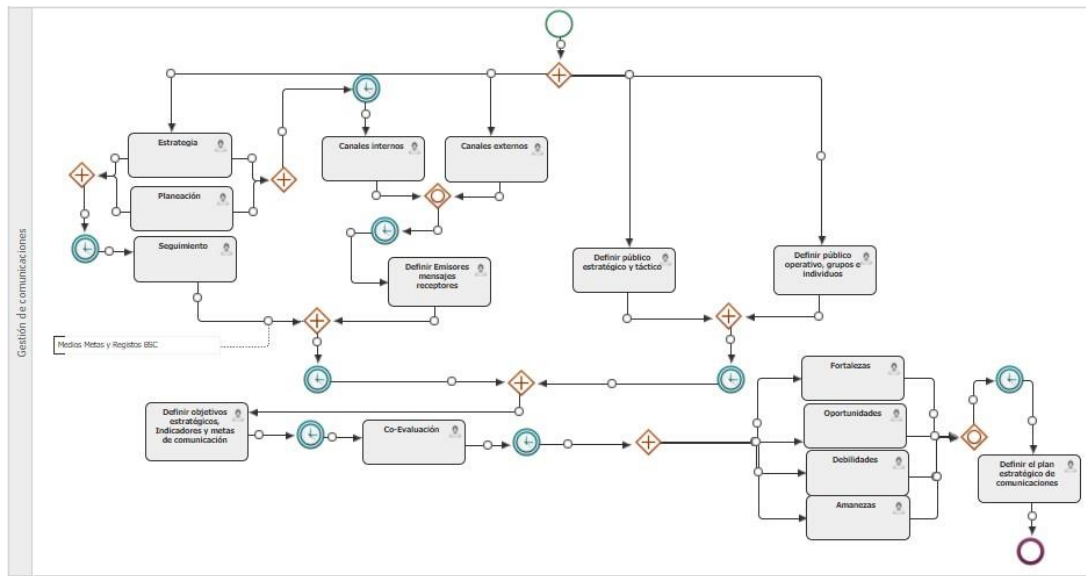 Gestión de comunicaciones
Estrategia
Canales internos
Canales externos
Planeación
Seguimiento
Definir Emisores
mensajes
receptores
Definir público
estratégico y táctico
Definir público
operativo, grupos e
individuos
Medios Metas y Registos BSC
Fortalezas
Definir objetivos
estratégicos,
Indicadores y metas
de comunicación
Co-Evaluación
Oportunidades
Debilidades
Definir el plan
estratégico de
comunicaciones
Amanezas